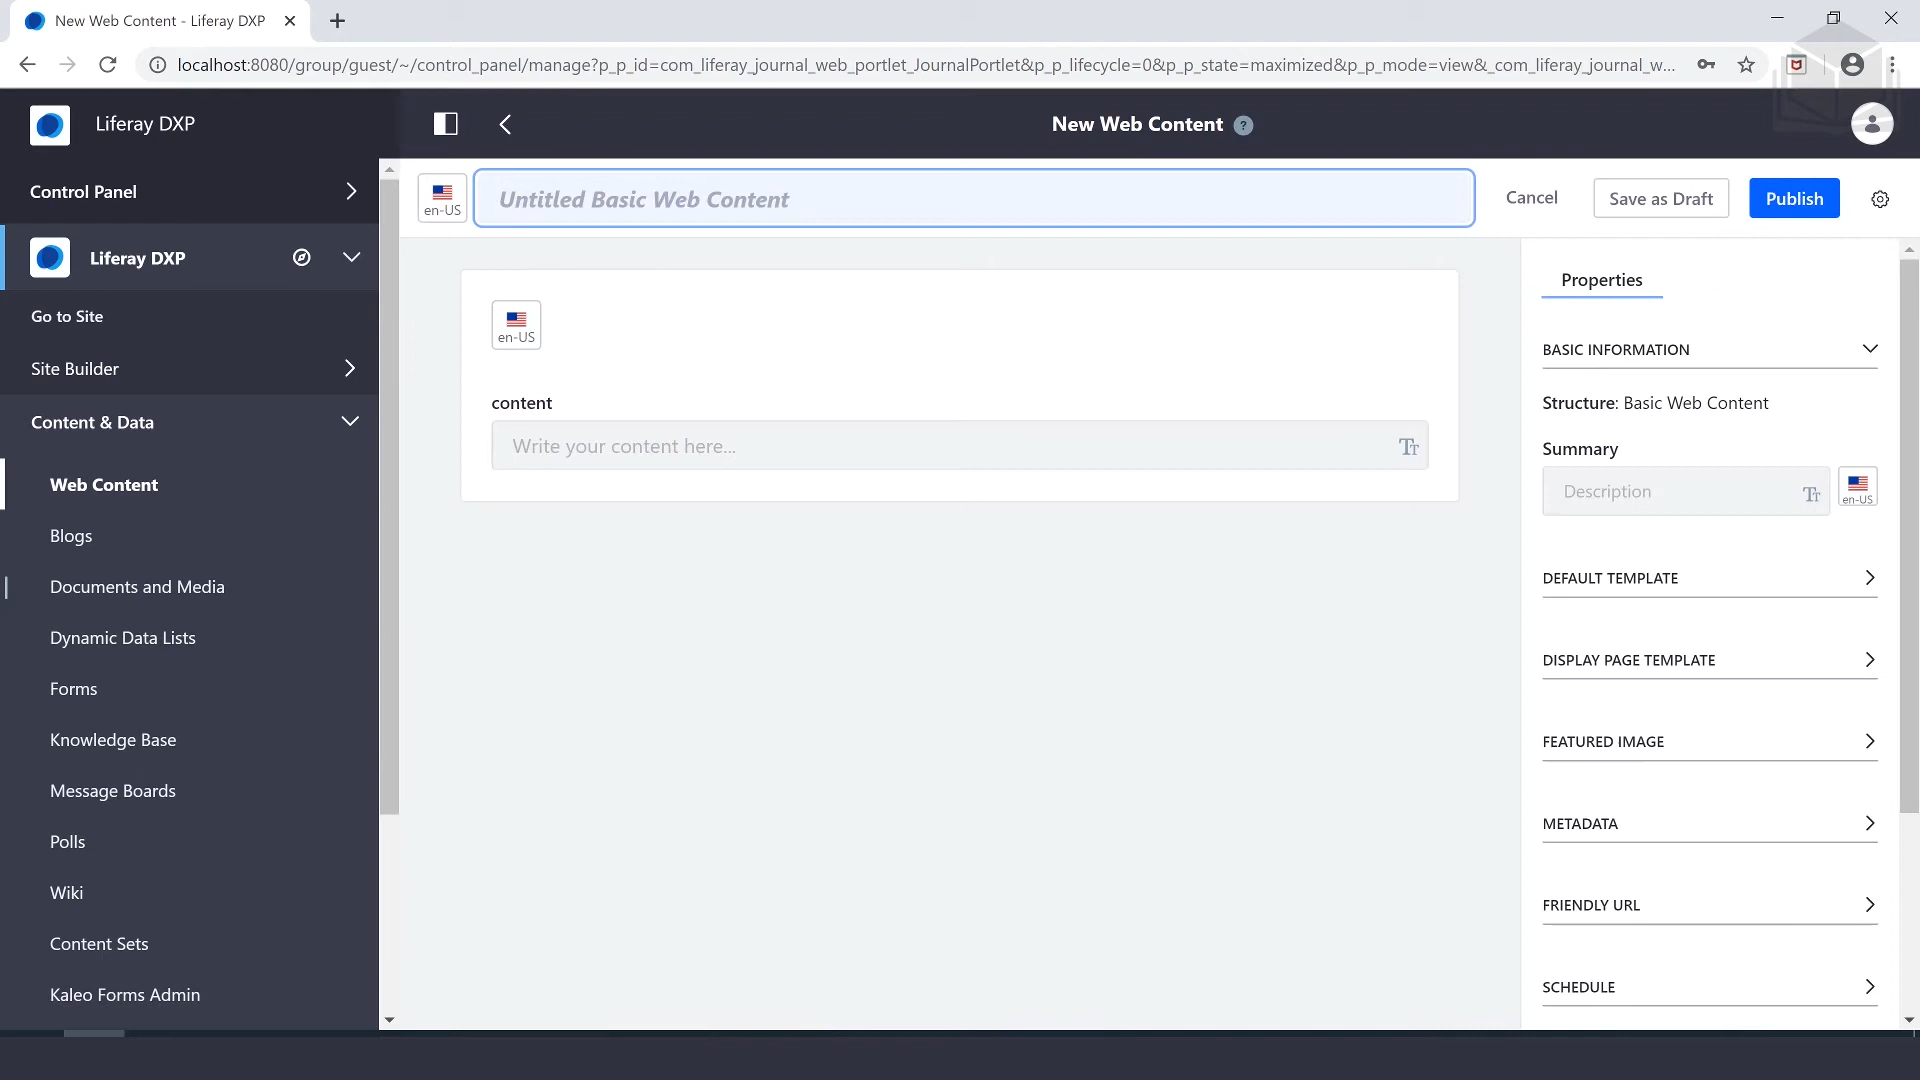 New Web Content - Liferay DXP
localhost:8080/group/guest/~/control_panel/manage?p_p_id=com_liferay_journal_web_portlet_JournalPortlet&p_p_lifecycle=0&p_p_state=maximized&p_p_mode=view&_com_liferay_journal_w...
Liferay DXP
New Web Content ?
Control Panel
en-US
Untitled Basic Web Content
Cancel
Save as Draft
Publish
Liferay DXP
Go to Site
Site Builder
Content & Data
Web Content
Blogs
Documents and Media
Dynamic Data Lists
Forms
Knowledge Base
Message Boards
Polls
Wiki
Content Sets
Kaleo Forms Admin
en-US
content
Write your content here...
Properties
BASIC INFORMATION
Structure: Basic Web Content
Summary
Description
en-US
DEFAULT TEMPLATE
DISPLAY PAGE TEMPLATE
FEATURED IMAGE
METADATA
FRIENDLY URL
SCHEDULE